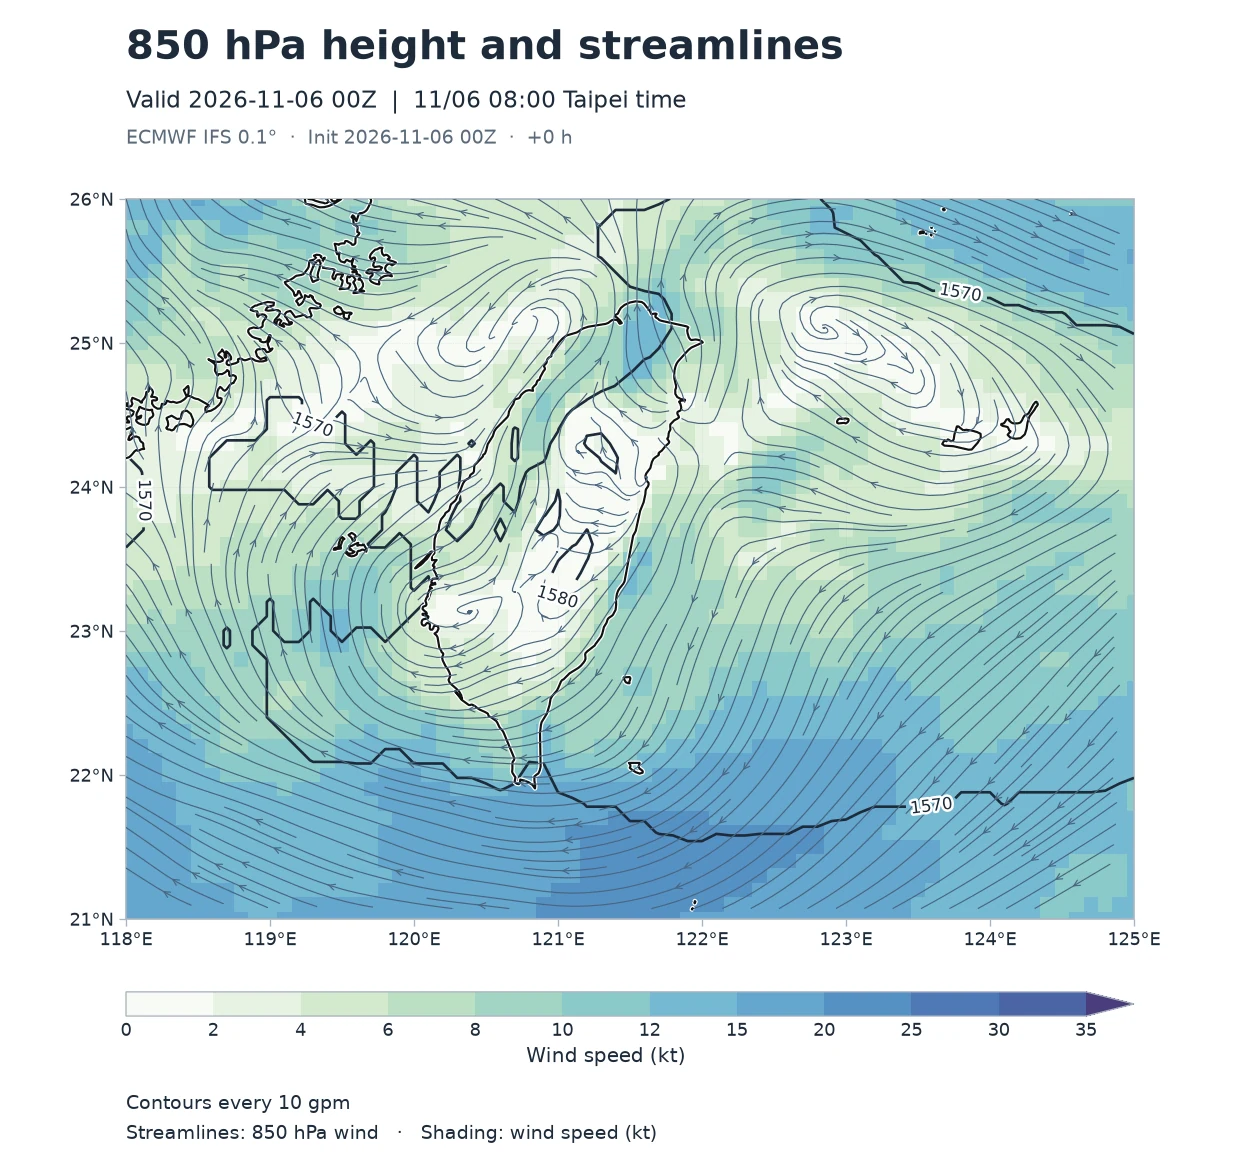 850 hPa height and streamlines
Valid 2026-11-06 00Z | 11/06 08:00 Taipei time
ECMWF IFS 0.1° · Init 2026-11-06 00Z · +0 h
26°N
25°N
24°N
23°N
22°N
21°N
1570
1570
1570
1580
1570
118°E 119°E 120°E 121°E 122°E 123°E 124°E 125°E
0 2 4 6 8 10 12 15 20 25 30 35
Wind speed (kt)
Contours every 10 gpm
Streamlines: 850 hPa wind · Shading: wind speed (kt)